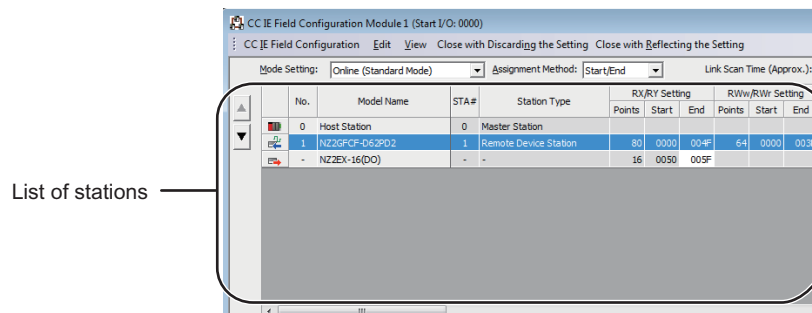 CC IE Field Configuration Module 1 (Start I/O: 0000)
CC IE Field Configuration Edit View Close with Discarding the Setting Close with Reflecting the Setting
Mode Setting: Online (Standard Mode) Assignment Method: Start/End Link Scan Time (Approx.):
No. Model Name STA# Station Type RX/RY Setting RWw/RWr Setting
Points Start End Points Start End
0 Host Station 0 Master Station
1 NZ2GFCF-D62PD2 1 Remote Device Station 80 0000 004F 64 0000
- NZ2EX-16(DO) - - 16 0050 005F
List of stations